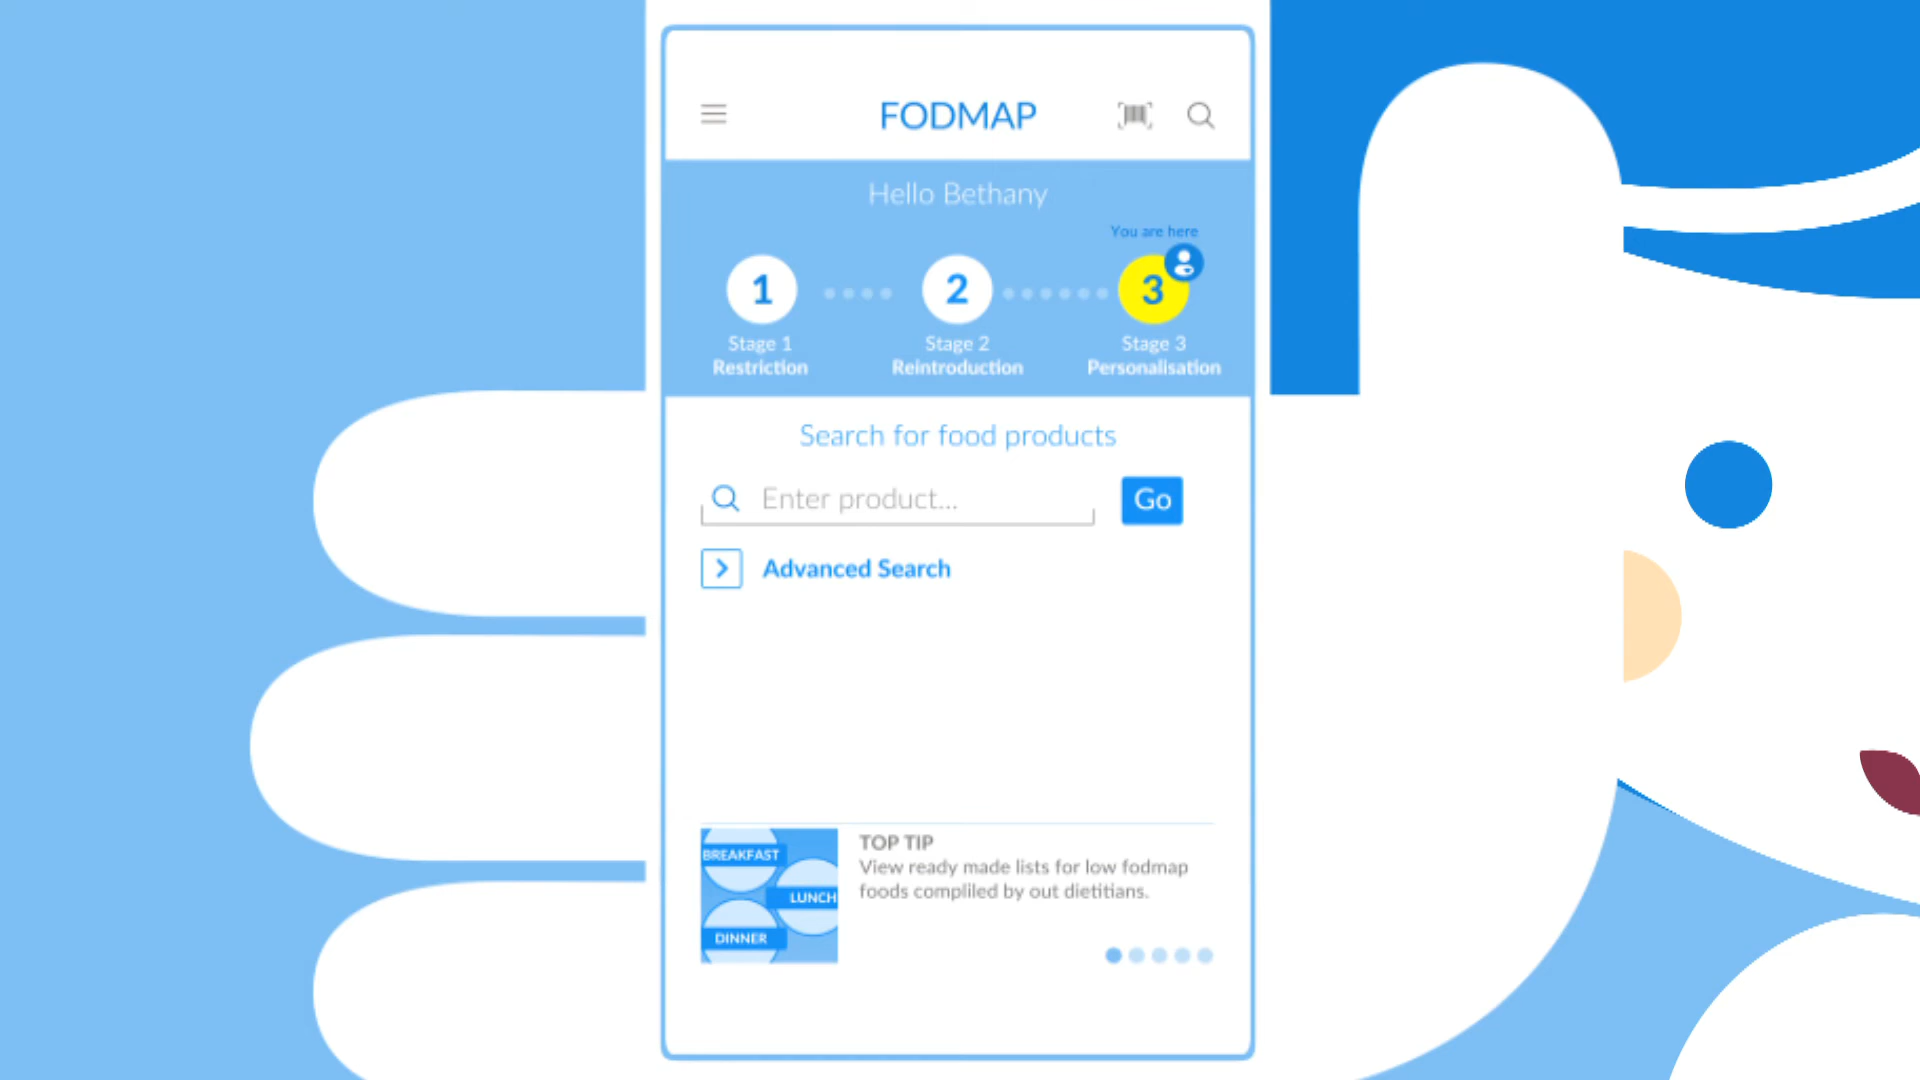 FODMAP
Hello Bethany
You are here
1 2 3
Stage 1 Stage 2 Stage 3
Restriction Reintroduction Personalisation
Search for food products
Enter product... Go
Advanced Search
BREAKFAST
LUNCH
DINNER
TOP TIP
View ready made lists for low fodmap
foods compliled by out dietitians.